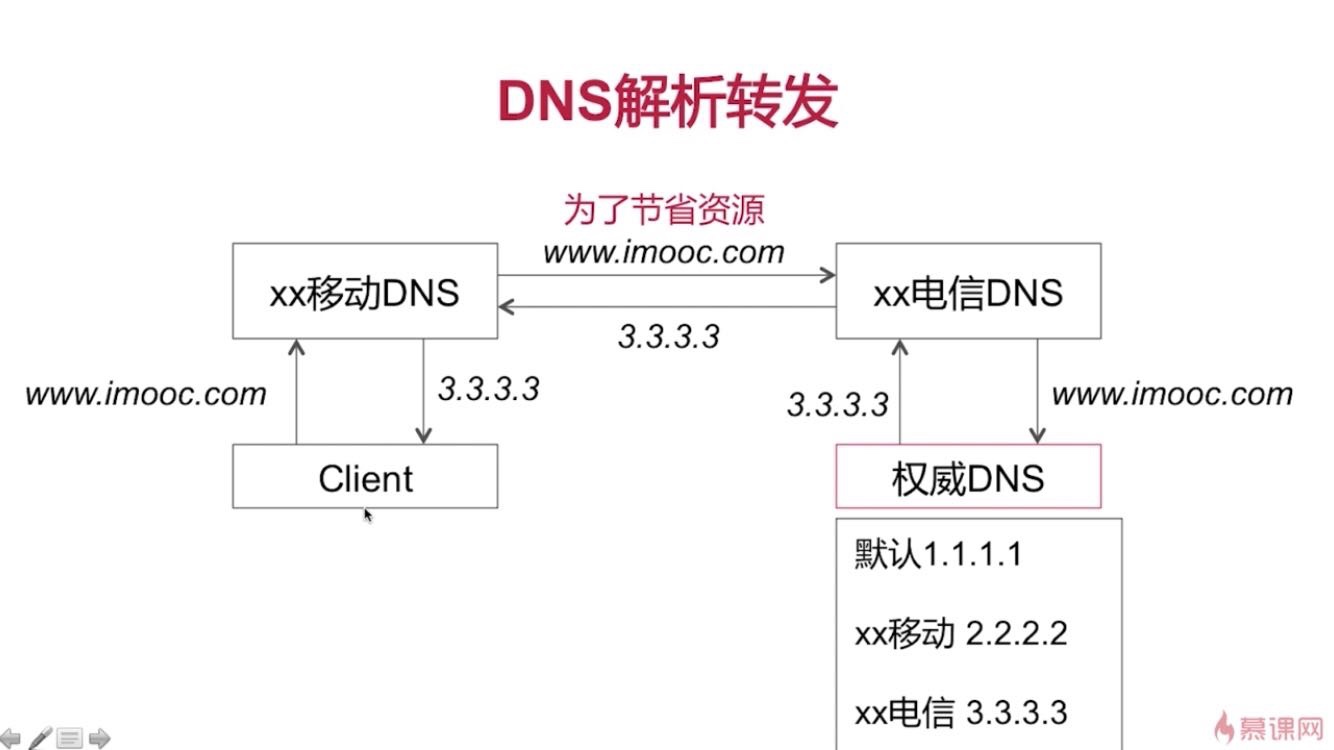 DNS解析转发
为了节省资源
www.imooc.com
xx移动DNS
xx电信DNS
3.3.3.3
www.imooc.com
3.3.3.3
3.3.3.3
www.imooc.com
Client
权威DNS
默认1.1.1.1
xx移动 2.2.2.2
xx电信 3.3.3.3
慕课网